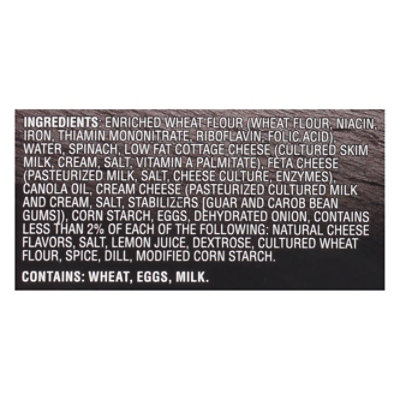 INGREDIENTS: ENRICHED WHEAT FLOUR (WHEAT FLOUR, NIACIN,
IRON, THIAMIN MONONITRATE, RIBOFLAVIN, FOLIC ACID),
WATER, SPINACH, LOW FAT COTTAGE CHEESE (CULTURED SKIM
MILK, CREAM, SALT, VITAMIN A PALMITATE), FETA CHEESE
(PASTEURIZED MILK, SALT, CHEESE CULTURE, ENZYMES),
CANOLA OIL, CREAM CHEESE (PASTEURIZED CULTURED MILK
AND CREAM, SALT, STABILIZERS [GUAR AND CAROB BEAN
GUMS]), CORN STARCH, EGGS, DEHYDRATED ONION, CONTAINS
LESS THAN 2% OF EACH OF THE FOLLOWING: NATURAL CHEESE
FLAVORS, SALT, LEMON JUICE, DEXTROSE, CULTURED WHEAT
FLOUR, SPICE, DILL, MODIFIED CORN STARCH.
CONTAINS: WHEAT, EGGS, MILK.